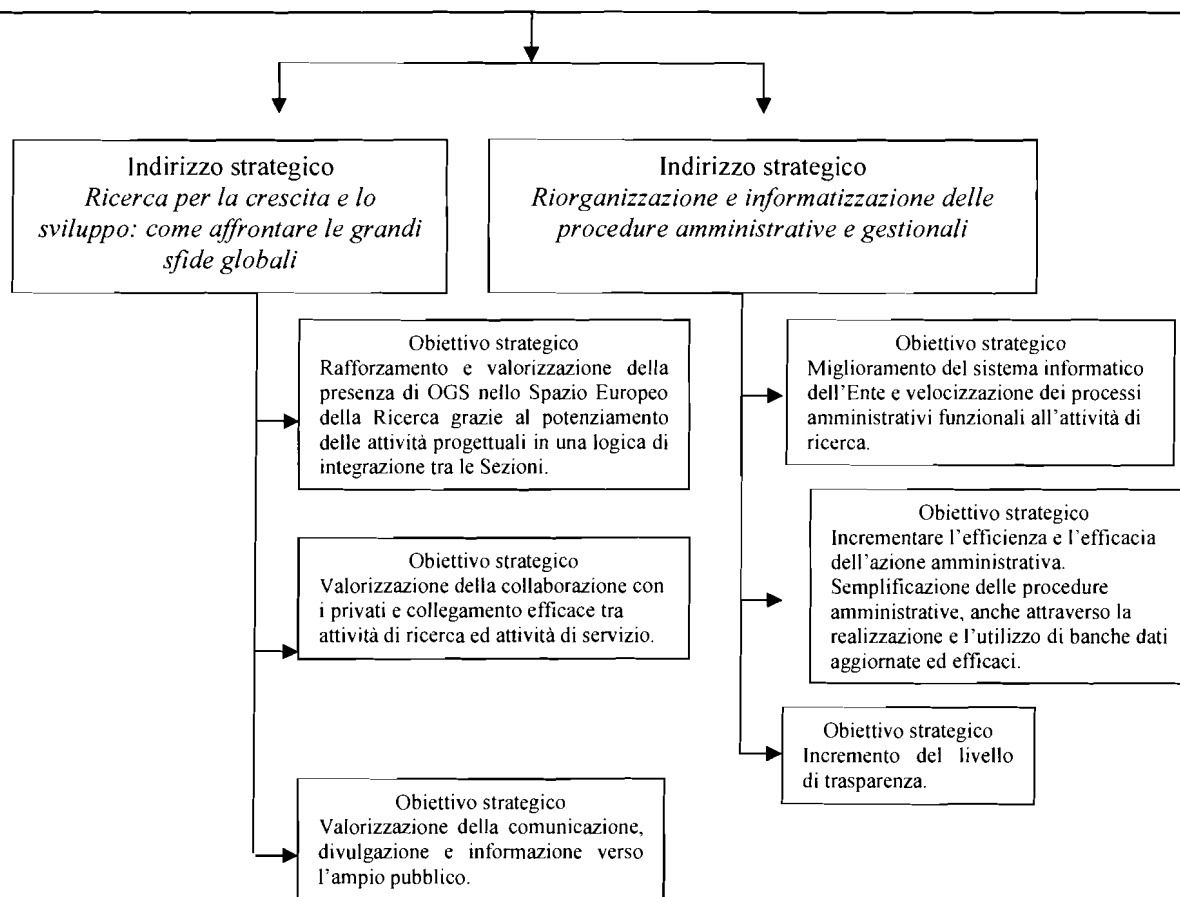 Indirizzo strategico
Ricerca per la crescita e lo
sviluppo: come affrontare le grandi
sfide globali
Indirizzo strategico
Riorganizzazione e informatizzazione delle
procedure amministrative e gestionali
Obiettivo strategico
Rafforzamento e valorizzazione della
presenza di OGS nello Spazio Europeo
della Ricerca grazie al potenziamento
delle attività progettuali in una logica di
integrazione tra le Sezioni.
Obiettivo strategico
Valorizzazione della collaborazione con
i privati e collegamento efficace tra
attività di ricerca ed attività di servizio.
Obiettivo strategico
Valorizzazione della comunicazione,
divulgazione e informazione verso
l'ampio pubblico.
Obiettivo strategico
Miglioramento del sistema informatico
dell'Ente e velocizzazione dei processi
amministrativi funzionali all'attività di
ricerca.
Obiettivo strategico
Incrementare l'efficienza e l'efficacia
dell'azione amministrativa.
Semplificazione delle procedure
amministrative, anche attraverso la
realizzazione e l'utilizzo di banche dati
aggiornate ed efficaci.
Obiettivo strategico
Incremento del livello
di trasparenza.